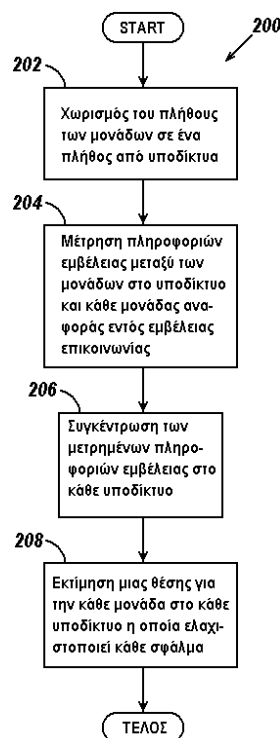 START
200
202
Χωρισμός του πλήθους
των μονάδων σε ένα
πλήθος από υποδίκτυα
204
Μέτρηση πληροφοριών
εμβέλειας μεταξύ των
μονάδων στο υποδίκτυο
και κάθε μονάδας ανα-
φοράς εντός εμβέλειας
επικοινωνίας
206
Συγκέντρωση των
μετρημένων πληρο-
φοριών εμβέλειας στο
κάθε υποδίκτυο
208
Εκτίμηση μιας θέσης για
την κάθε μονάδα στο κάθε
υποδίκτυο η οποία ελαχι-
στοποιεί κάθε σφάλμα
ΤΕΛΟΣ